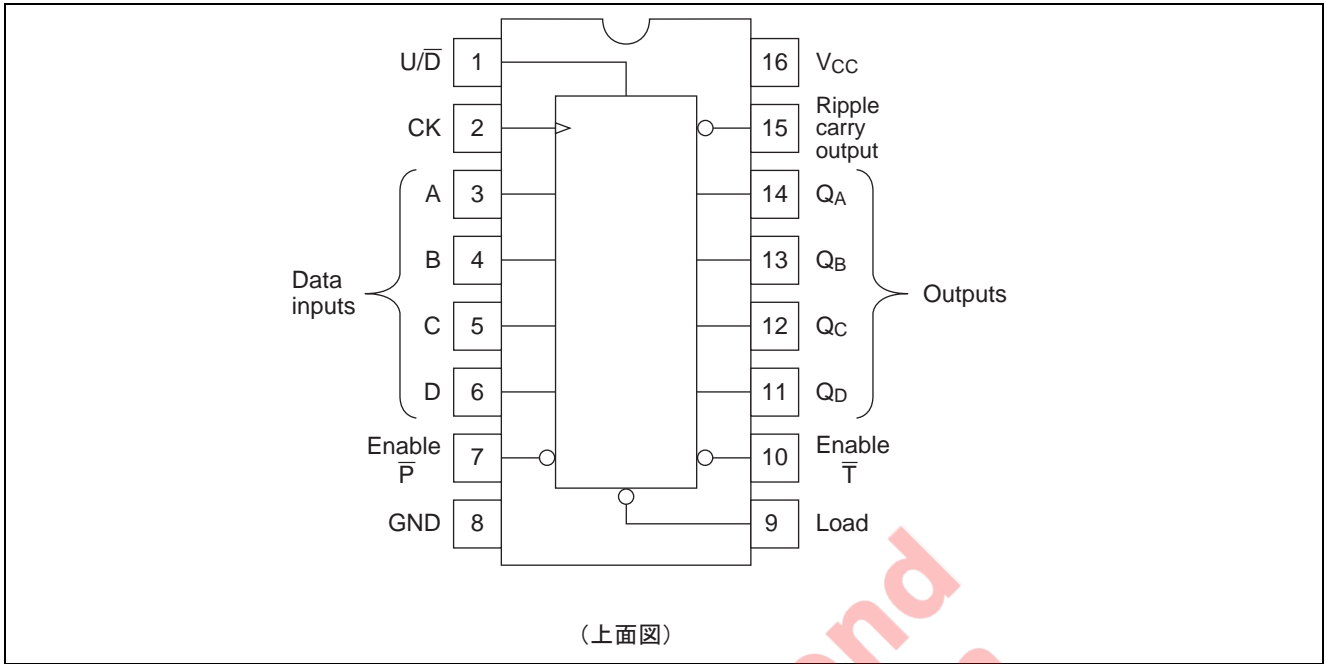 U/D̅ 1
CK 2
A 3
B 4
C 5
D 6
Enable
P̅ 7
GND 8
Data
inputs
16 VCC
15 Ripple
carry
output
14 QA
13 QB
12 QC
11 QD
10 Enable
T̅
9 Load
Outputs
(上面図)